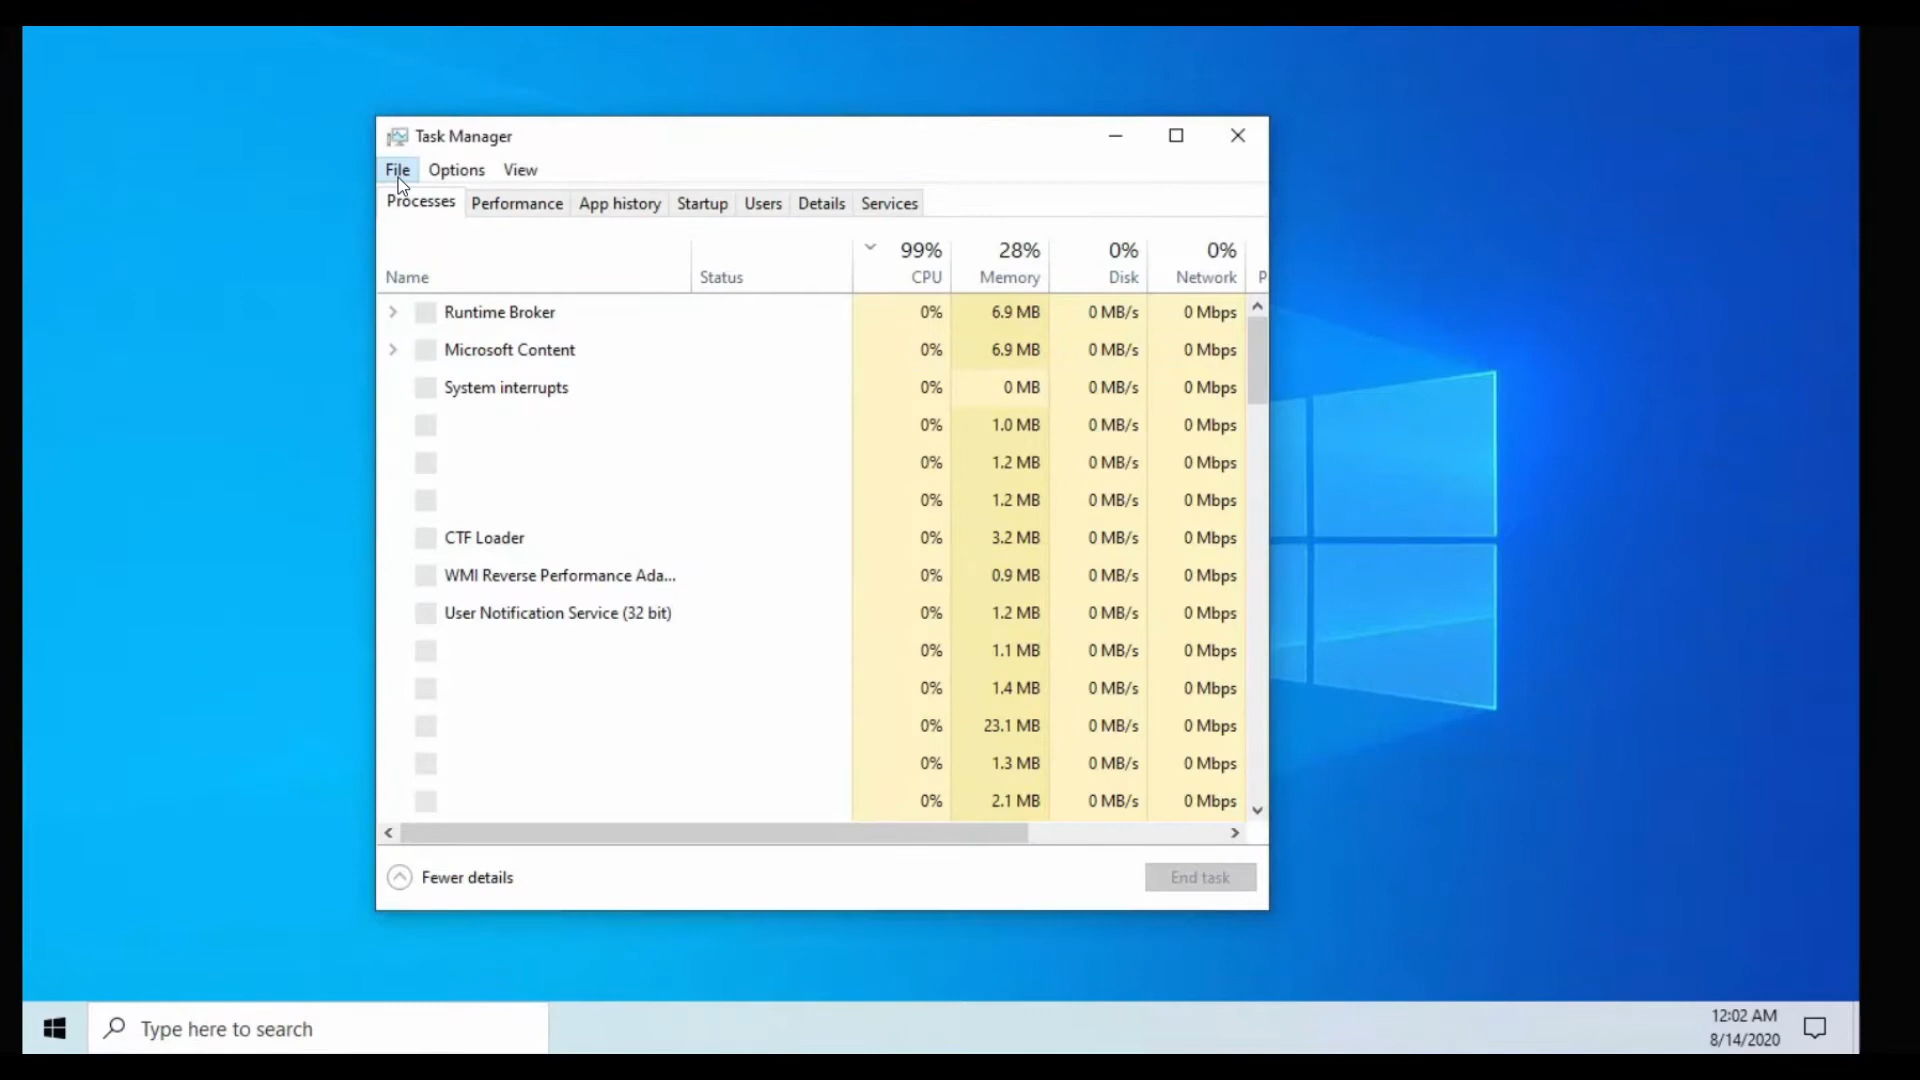 Task Manager
File Options View
Processes Performance App history Startup Users Details Services
99% 28% 0% 0%
Name Status CPU Memory Disk Network P
Runtime Broker 0% 6.9 MB 0 MB/s 0 Mbps
Microsoft Content 0% 6.9 MB 0 MB/s 0 Mbps
System interrupts 0% 0 MB 0 MB/s 0 Mbps
0% 1.0 MB 0 MB/s 0 Mbps
0% 1.2 MB 0 MB/s 0 Mbps
0% 1.2 MB 0 MB/s 0 Mbps
CTF Loader 0% 3.2 MB 0 MB/s 0 Mbps
WMI Reverse Performance Ada... 0% 0.9 MB 0 MB/s 0 Mbps
User Notification Service (32 bit) 0% 1.2 MB 0 MB/s 0 Mbps
0% 1.1 MB 0 MB/s 0 Mbps
0% 1.4 MB 0 MB/s 0 Mbps
0% 23.1 MB 0 MB/s 0 Mbps
0% 1.3 MB 0 MB/s 0 Mbps
0% 2.1 MB 0 MB/s 0 Mbps
Fewer details End task
Type here to search
12:02 AM
8/14/2020